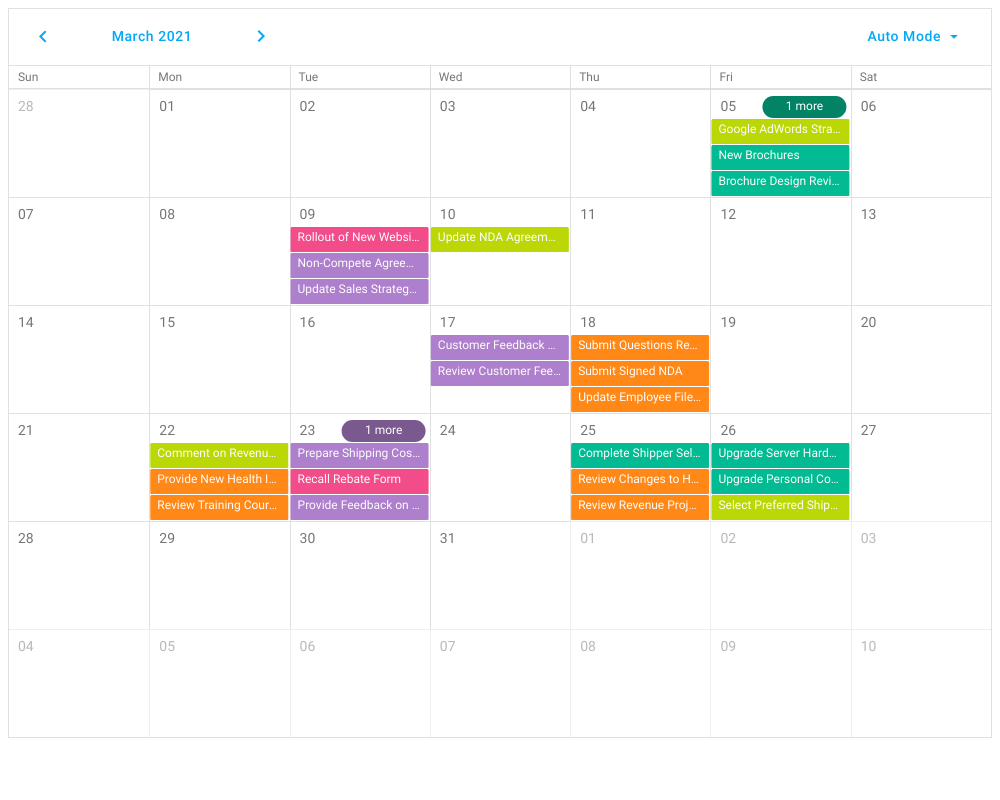 March 2021
Auto Mode
Sun Mon Tue Wed Thu Fri Sat
28 01 02 03 04 05 1 more 06
Google AdWords Stra...
New Brochures
Brochure Design Revi...
07 08 09 10 11 12 13
Rollout of New Websi... Update NDA Agreem...
Non-Compete Agree...
Update Sales Strateg...
14 15 16 17 18 19 20
Customer Feedback ... Submit Questions Re...
Review Customer Fee... Submit Signed NDA
Update Employee File...
21 22 23 1 more 24 25 26 27
Comment on Revenu... Prepare Shipping Cos... Complete Shipper Sel... Upgrade Server Hard...
Provide New Health I... Recall Rebate Form Review Changes to H... Upgrade Personal Co...
Review Training Cour... Provide Feedback on ... Review Revenue Proj... Select Preferred Ship...
28 29 30 31 01 02 03
04 05 06 07 08 09 10